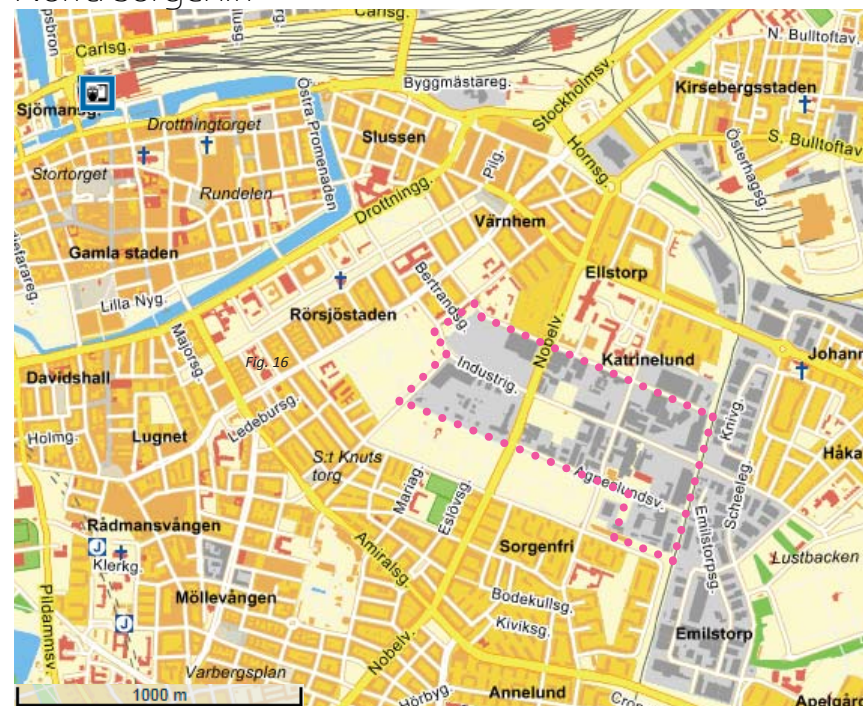 Carlsg.
Carlsg.
N. Bulltoftav.
Byggmästareg.
Stockholmsv.
Kirsebergsstaden
Sjömansg.
Drottningtorget
Östra Promenaden
Slussen
S. Bulltoftav.
Hornsg.
Österhagsg.
Stortorget
Pilg.
Rundelen
Drottningg.
Värnhem
Gamla staden
Ellstorp
Bertrandsg.
Lilla Nyg.
Rörsjöstaden
Nobelv.
Majorsg.
Fig. 16
Industrig.
Katrinelund
Johann
Davidshall
Ledebursg.
Knivg.
Holmg.
Lugnet
S:t Knuts
torg
Mariag.
Eslövsg.
Agneslundsv.
Scheeleg.
Håka
Rådmansvången
Emilstorpsg.
J
Klerkg.
Amiralsg.
Sorgenfri
Lustbacken
Pildammsv.
Möllevången
J
Bodekullsg.
Kiviksg.
Emilstorp
Nobelv.
Varbergsplan
1000 m
Hörbyg.
Annelund
Apelgår